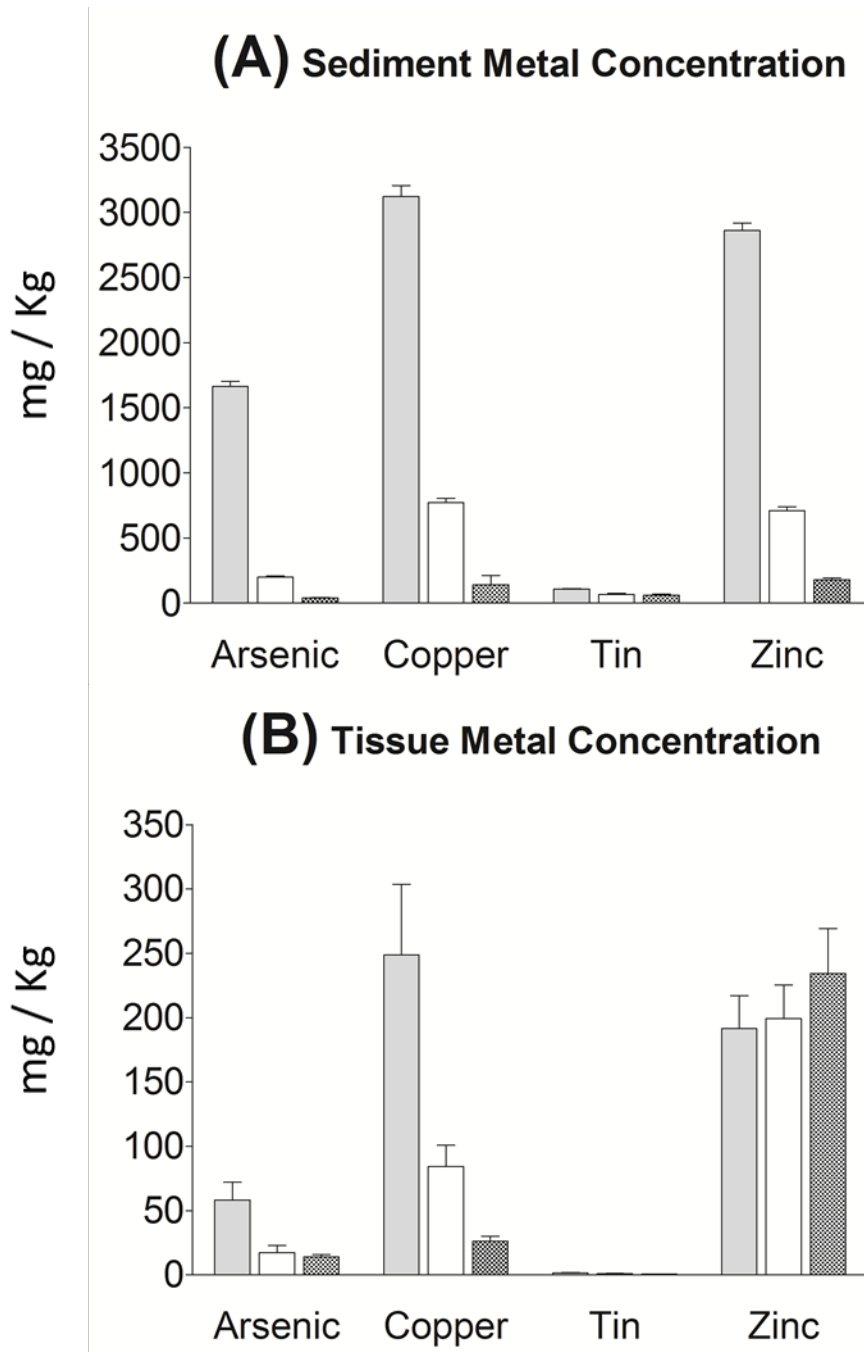 (A) Sediment Metal Concentration
3500
3000
2500
2000
1500
1000
500
0
mg / Kg
Arsenic Copper Tin Zinc
(B) Tissue Metal Concentration
350
300
250
200
150
100
50
0
mg / Kg
Arsenic Copper Tin Zinc